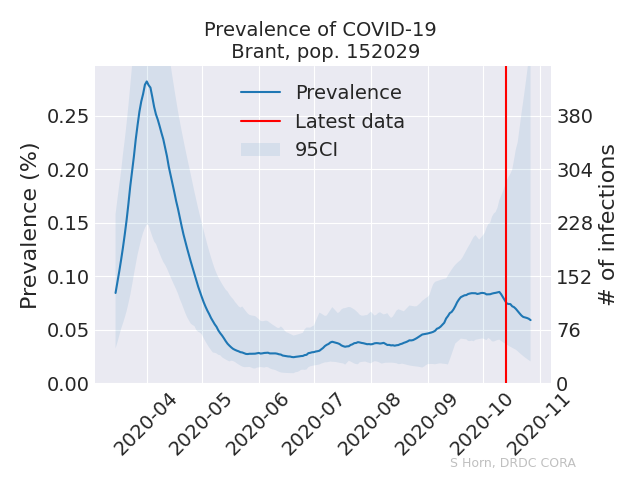 Prevalence of COVID-19
Brant, pop. 152029
Prevalence
Latest data
95CI
Prevalence (%)
0.25
0.20
0.15
0.10
0.05
0.00
380
304
228
152
76
0
# of infections
2020-04
2020-05
2020-06
2020-07
2020-08
2020-09
2020-10
2020-11
S Horn, DRDC CORA